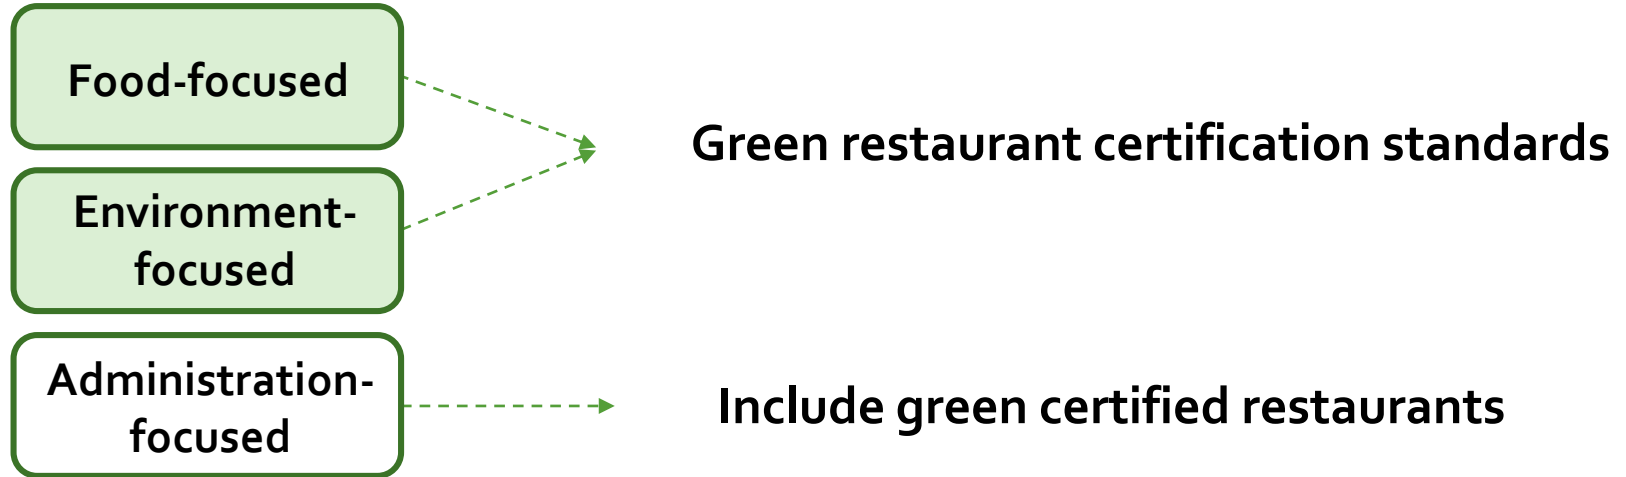 Food-focused
Green restaurant certification standards
Environment-
focused
Administration-
focused
Include green certified restaurants